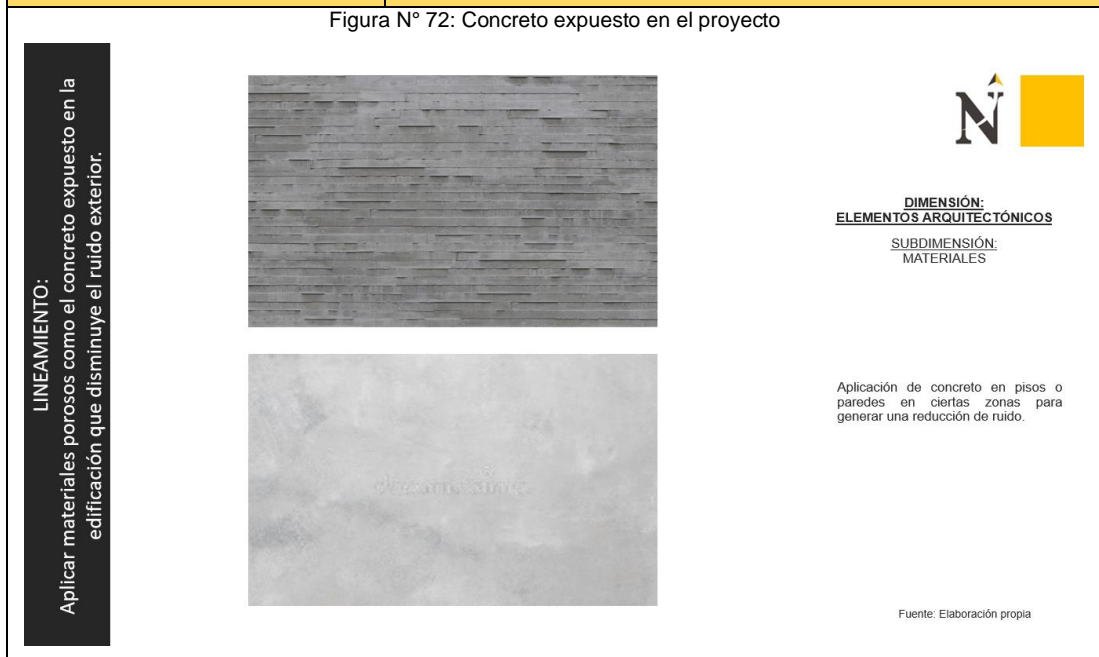 Figura N° 72: Concreto expuesto en el proyecto
LINEAMIENTO:
Aplicar materiales porosos como el concreto expuesto en la
edificación que disminuye el ruido exterior.
N
DIMENSIÓN:
ELEMENTOS ARQUITECTÓNICOS
SUBDIMENSIÓN:
MATERIALES
Aplicación de concreto en pisos o
paredes en ciertas zonas para
generar una reducción de ruido.
dreamstime
Fuente: Elaboración propia